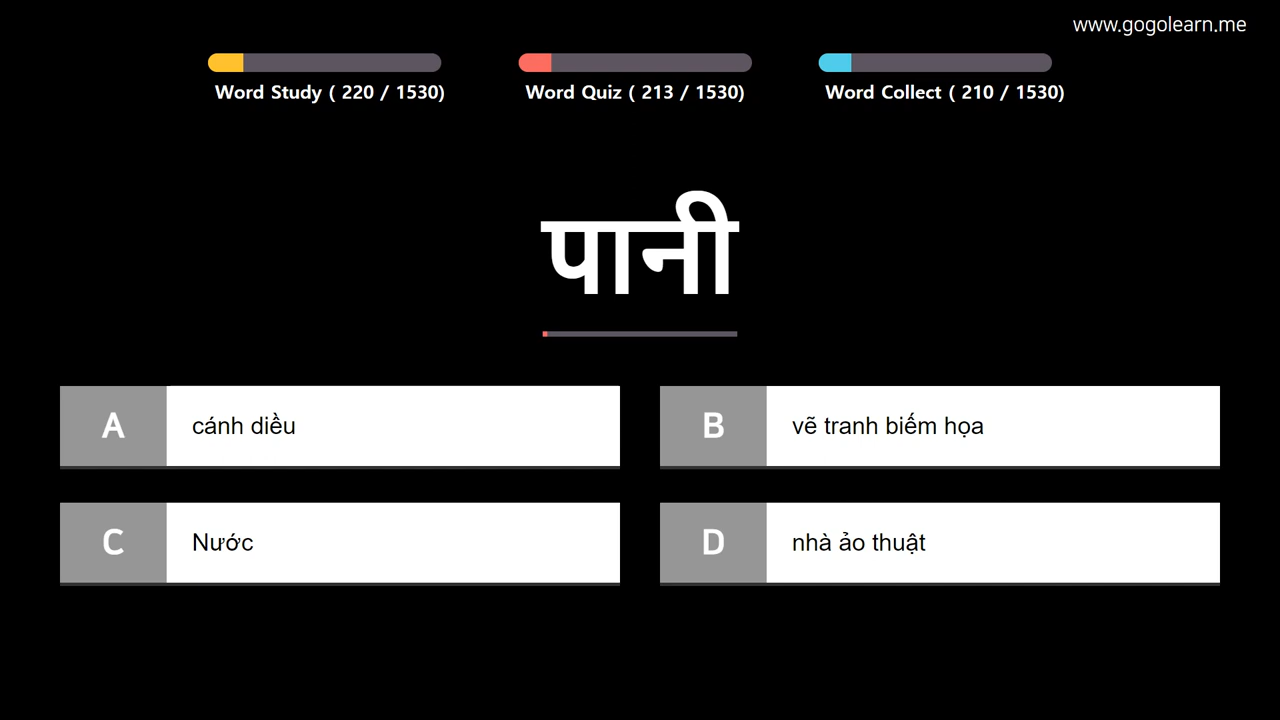 www.gogolearn.me
Word Study ( 220 / 1530)
Word Quiz ( 213 / 1530)
Word Collect ( 210 / 1530)
पानी
A
cánh diều
B
vẽ tranh biếm họa
C
Nước
D
nhà ảo thuật